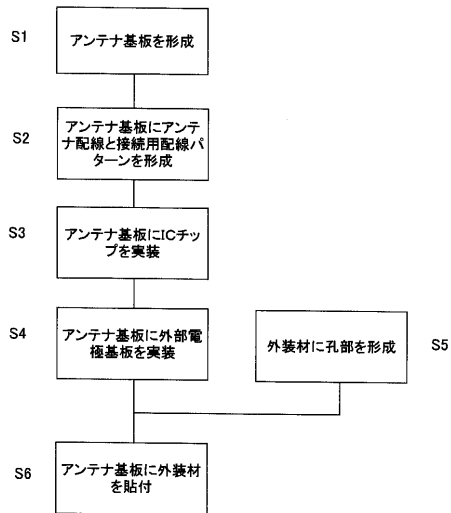 S1
アンテナ基板を形成
S2
アンテナ基板にアンテ
ナ配線と接続用配線パ
ターンを形成
S3
アンテナ基板にICチッ
プを実装
S4
アンテナ基板に外部電
極基板を実装
外装材に孔部を形成
S5
S6
アンテナ基板に外装材
を貼付